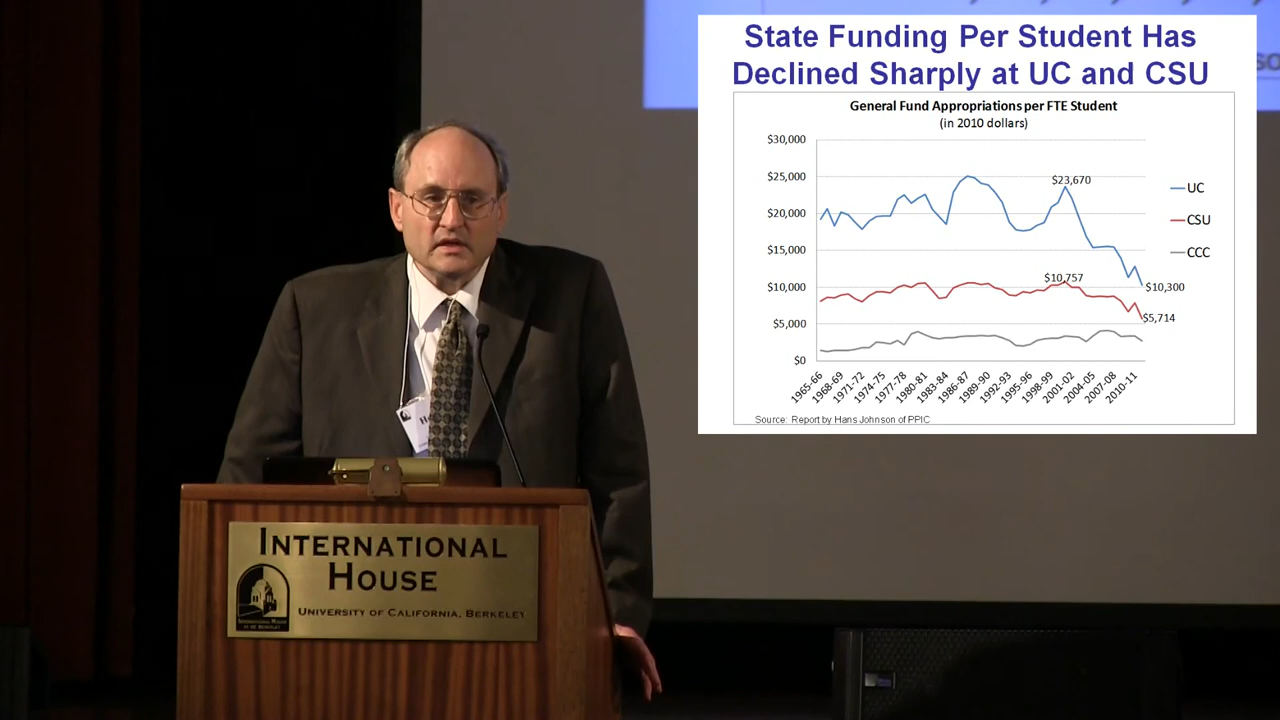 State Funding Per Student Has
Declined Sharply at UC and CSU
General Fund Appropriations per FTE Student
(in 2010 dollars)
$30,000
$25,000
$20,000
$15,000
$10,000
$5,000
$0
$23,670
$10,757
$10,300
$5,714
UC
CSU
CCC
1965-66
1968-69
1971-72
1974-75
1977-78
1980-81
1983-84
1986-87
1989-90
1992-93
1995-96
1998-99
2001-02
2004-05
2007-08
2010-11
Source: Report by Hans Johnson of PPIC
INTERNATIONAL
HOUSE
UNIVERSITY OF CALIFORNIA, BERKELEY